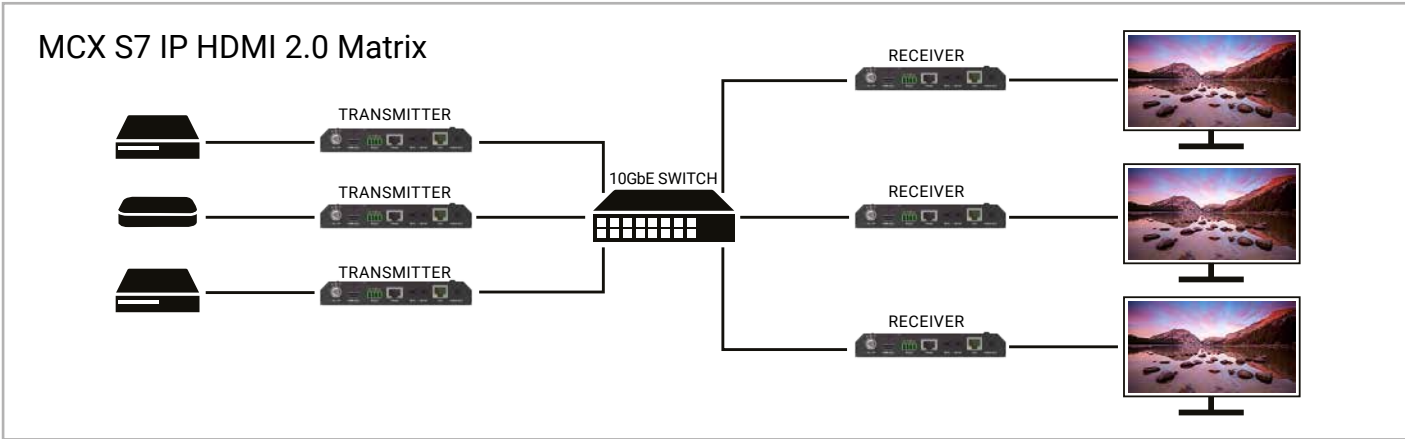 MCX S7 IP HDMI 2.0 Matrix
TRANSMITTER
TRANSMITTER
TRANSMITTER
10GbE SWITCH
RECEIVER
RECEIVER
RECEIVER